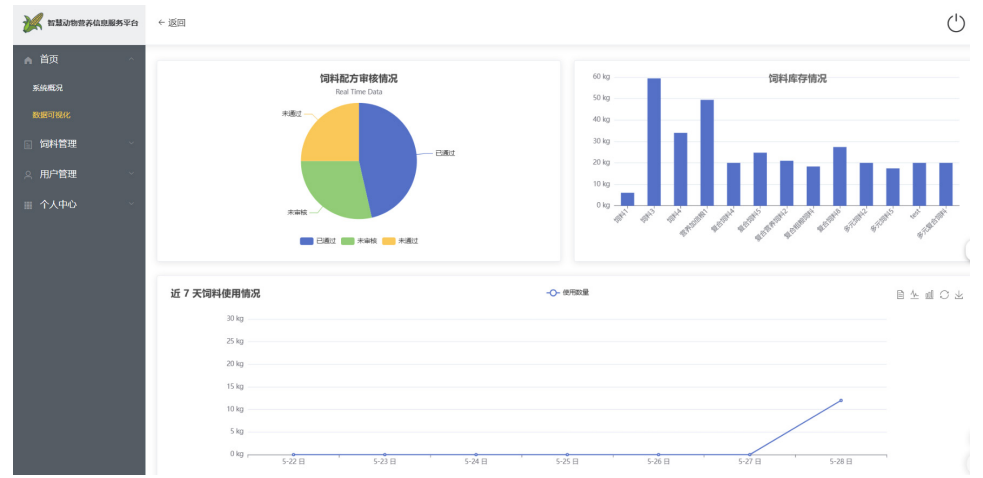 智慧动物营养信息服务平台
← 返回
首页
系统概况
数据可视化
饲料管理
用户管理
个人中心
饲料配方审核情况
Real Time Data
未通过
已通过
未审核
已通过 未审核 未通过
饲料库存情况
60 kg
50 kg
40 kg
30 kg
20 kg
10 kg
0 kg
饲料1
饲料3
饲料4
营养加倍粮1
复合饲料4
复合饲料5
复合营养饲料2
复合粗粮饲料
复合饲料8
多元饲料2
多元饲料5
test
多元复合饲料
近 7 天饲料使用情况
使用数量
30 kg
25 kg
20 kg
15 kg
10 kg
5 kg
0 kg
5-22 日
5-23 日
5-24 日
5-25 日
5-26 日
5-27 日
5-28 日